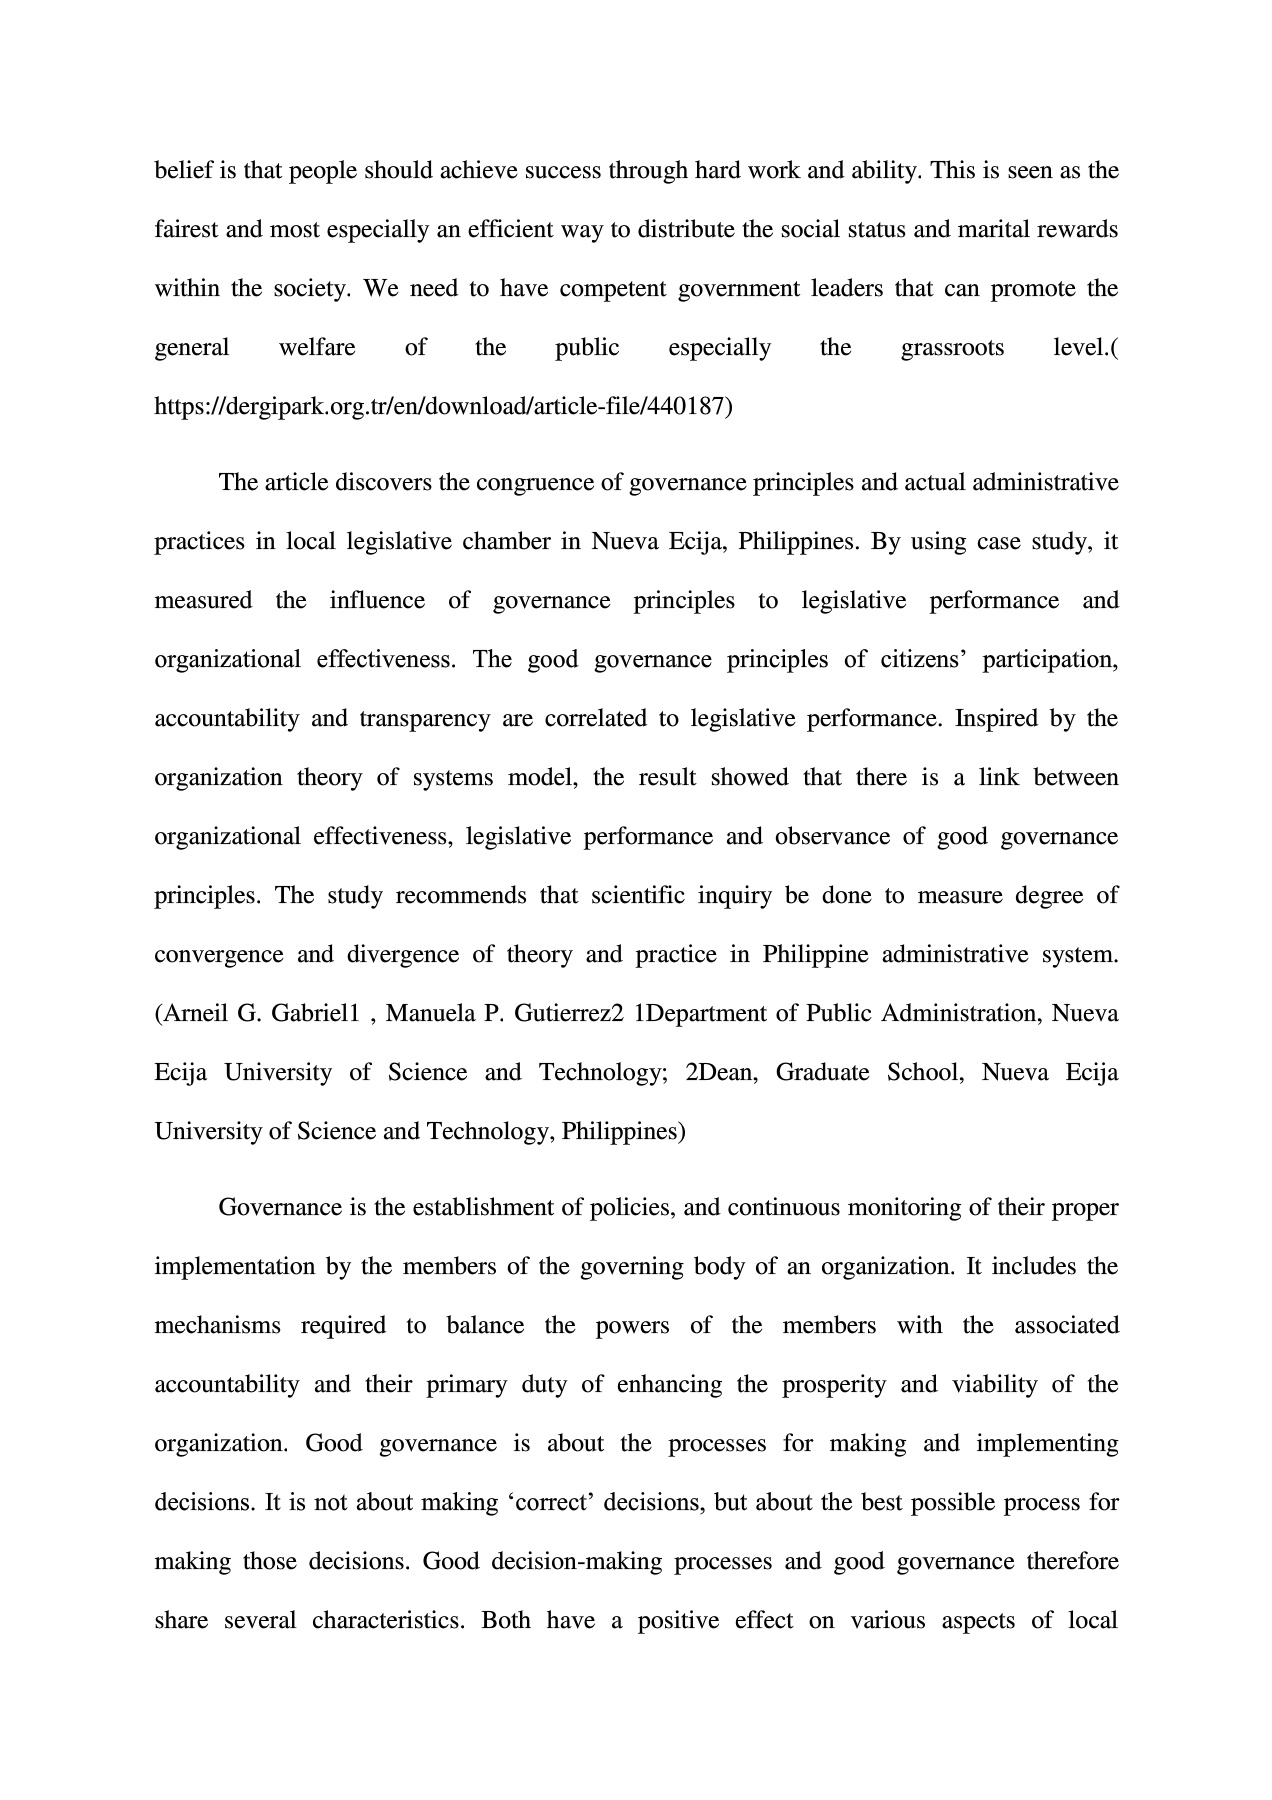 belief is that people should achieve success through hard work and ability. This is seen as the
fairest and most especially an efficient way to distribute the social status and marital rewards
within the society. We need to have competent government leaders that can promote the
general welfare of the public especially the grassroots level.(
https://dergipark.org.tr/en/download/article-file/440187)
The article discovers the congruence of governance principles and actual administrative
practices in local legislative chamber in Nueva Ecija, Philippines. By using case study, it
measured the influence of governance principles to legislative performance and
organizational effectiveness. The good governance principles of citizens’ participation,
accountability and transparency are correlated to legislative performance. Inspired by the
organization theory of systems model, the result showed that there is a link between
organizational effectiveness, legislative performance and observance of good governance
principles. The study recommends that scientific inquiry be done to measure degree of
convergence and divergence of theory and practice in Philippine administrative system.
(Arneil G. Gabriel1 , Manuela P. Gutierrez2 1Department of Public Administration, Nueva
Ecija University of Science and Technology; 2Dean, Graduate School, Nueva Ecija
University of Science and Technology, Philippines)
Governance is the establishment of policies, and continuous monitoring of their proper
implementation by the members of the governing body of an organization. It includes the
mechanisms required to balance the powers of the members with the associated
accountability and their primary duty of enhancing the prosperity and viability of the
organization. Good governance is about the processes for making and implementing
decisions. It is not about making ‘correct’ decisions, but about the best possible process for
making those decisions. Good decision-making processes and good governance therefore
share several characteristics. Both have a positive effect on various aspects of local